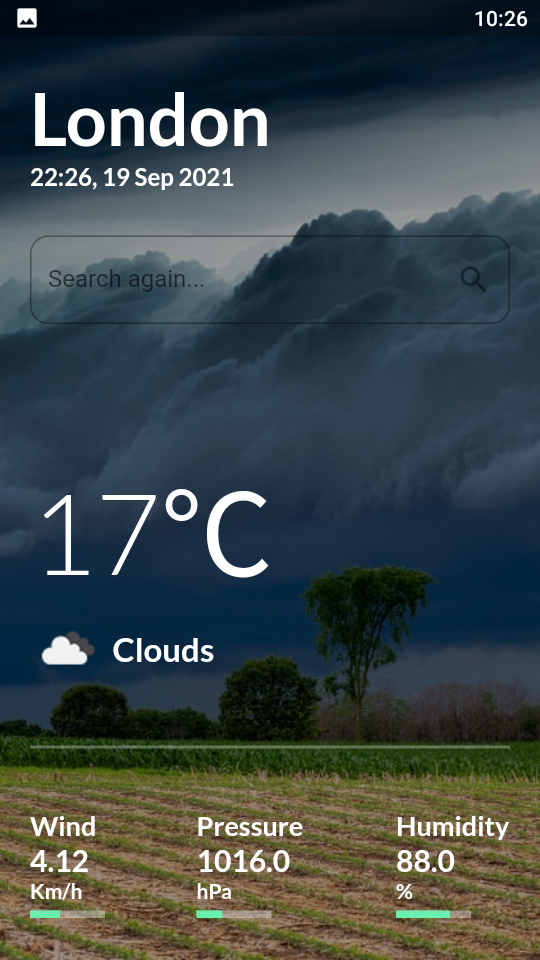 10:26
London
22:26, 19 Sep 2021
Search again...
17°C
Clouds
Wind Pressure Humidity
4.12 1016.0 88.0
Km/h hPa %